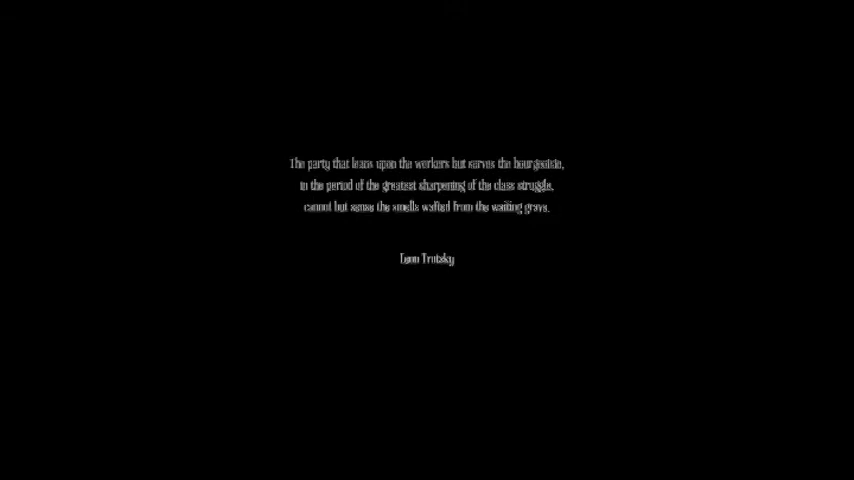 The party that leans upon the workers but serves the bourgeoisie,
in the period of the greatest sharpening of the class struggle,
cannot but sense the smells wafted from the waiting grave.
Leon Trotsky